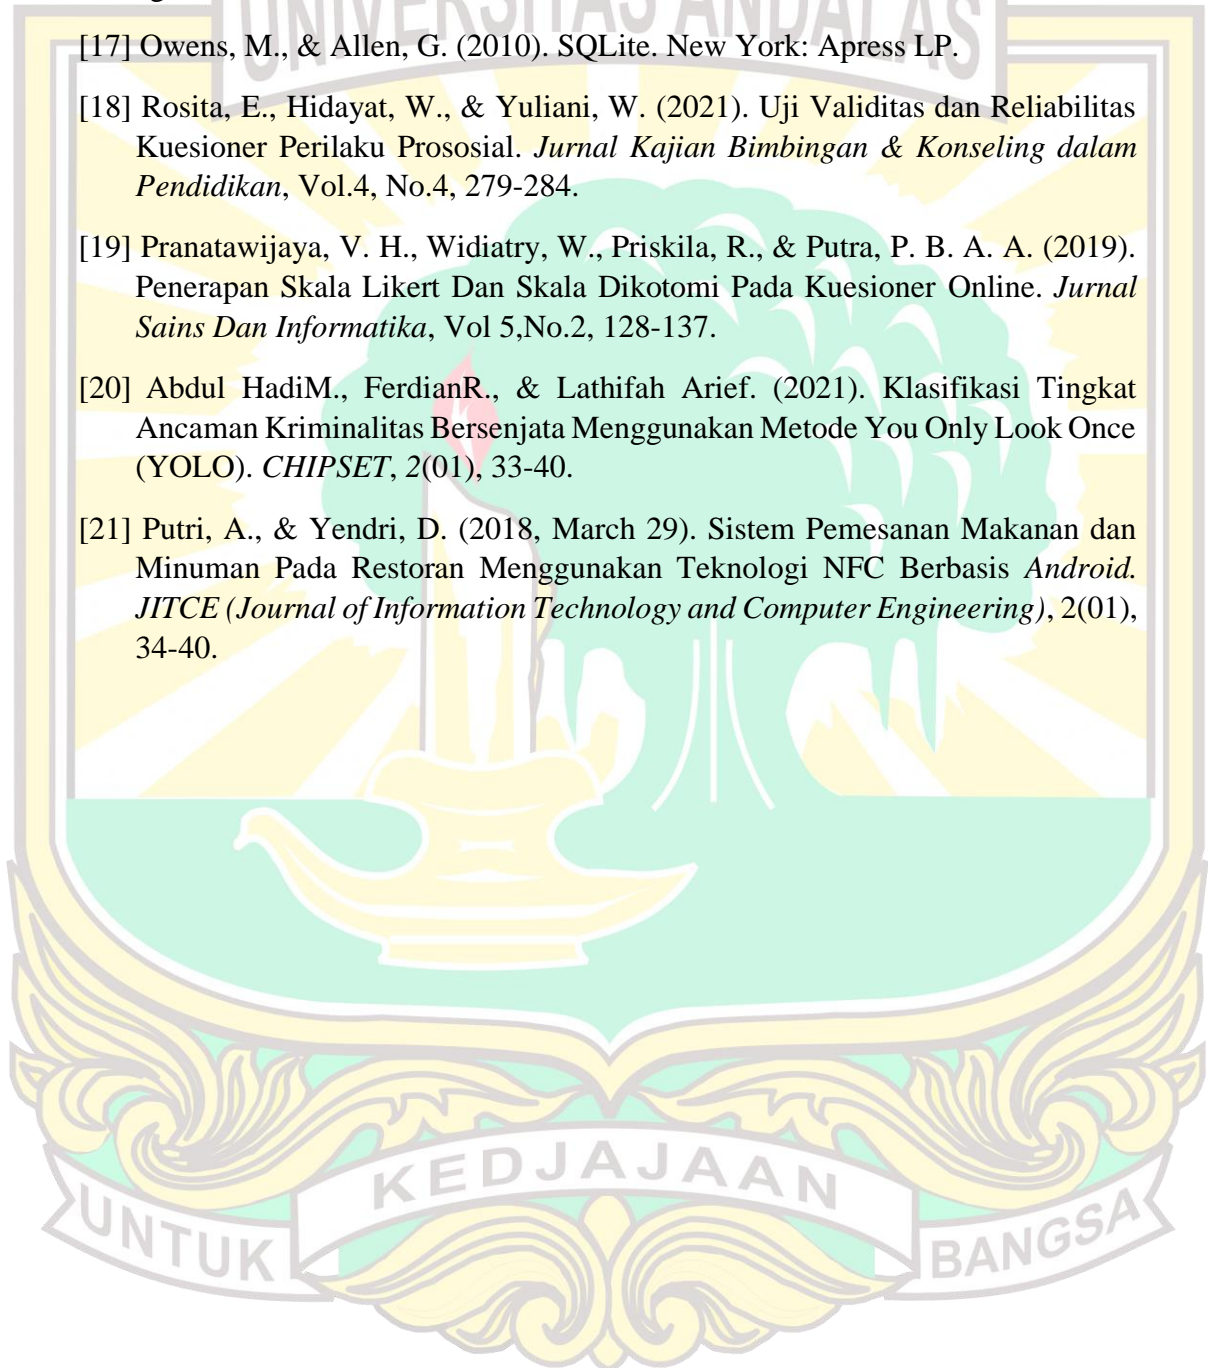 UNIVERSITAS ANDALAS
[17] Owens, M., & Allen, G. (2010). SQLite. New York: Apress LP.
[18] Rosita, E., Hidayat, W., & Yuliani, W. (2021). Uji Validitas dan Reliabilitas
Kuesioner Perilaku Prososial. Jurnal Kajian Bimbingan & Konseling dalam
Pendidikan, Vol.4, No.4, 279-284.
[19] Pranatawijaya, V. H., Widiatry, W., Priskila, R., & Putra, P. B. A. A. (2019).
Penerapan Skala Likert Dan Skala Dikotomi Pada Kuesioner Online. Jurnal
Sains Dan Informatika, Vol 5,No.2, 128-137.
[20] Abdul HadiM., FerdianR., & Lathifah Arief. (2021). Klasifikasi Tingkat
Ancaman Kriminalitas Bersenjata Menggunakan Metode You Only Look Once
(YOLO). CHIPSET, 2(01), 33-40.
[21] Putri, A., & Yendri, D. (2018, March 29). Sistem Pemesanan Makanan dan
Minuman Pada Restoran Menggunakan Teknologi NFC Berbasis Android.
JITCE (Journal of Information Technology and Computer Engineering), 2(01),
34-40.
UNTUK KEDJAJAAN BANGSA